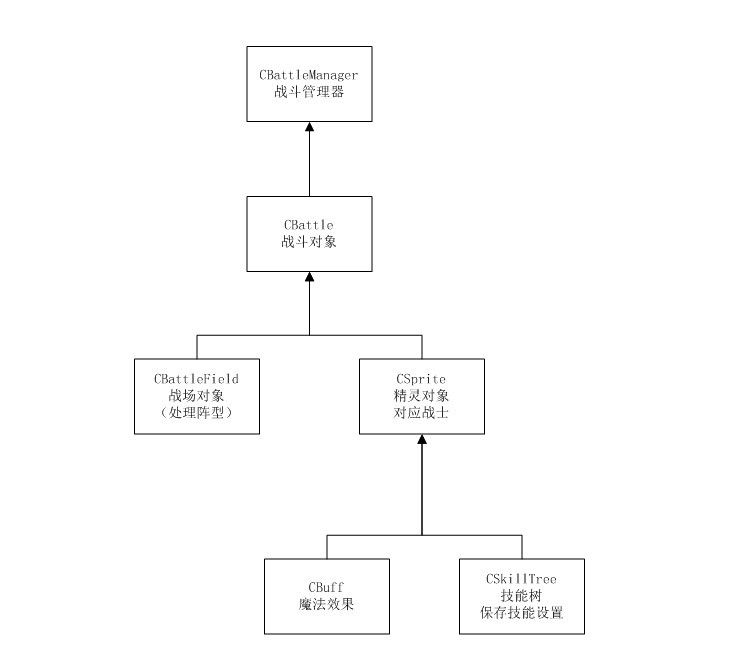 CBattleManager
战斗管理器
CBattle
战斗对象
CBattleField
战场对象
（处理阵型）
CSprite
精灵对象
对应战士
CBuff
魔法效果
CSkillTree
技能树
保存技能设置